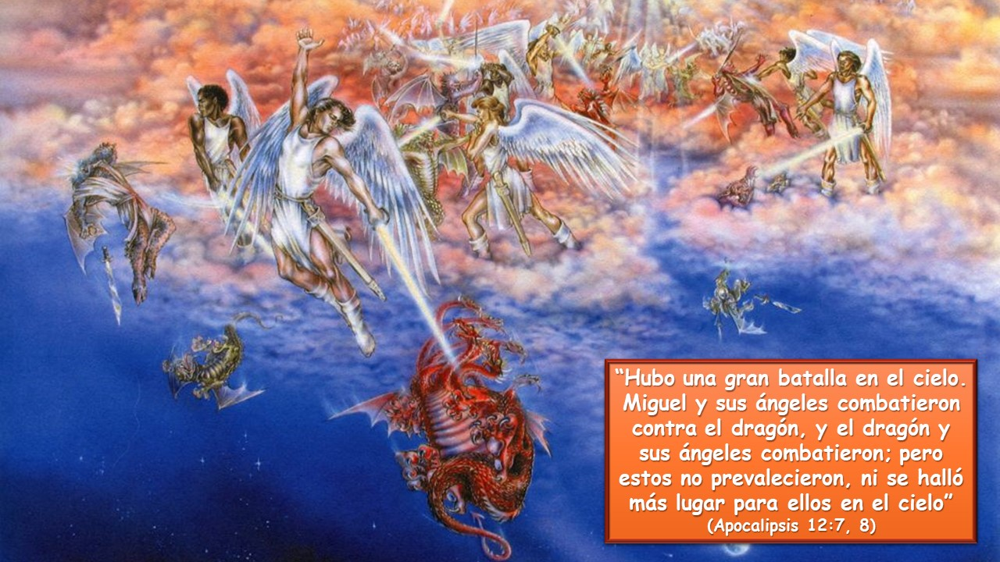 “Hubo una gran batalla en el cielo.
Miguel y sus ángeles combatieron
contra el dragón, y el dragón y
sus ángeles combatieron; pero
estos no prevalecieron, ni se halló
más lugar para ellos en el cielo”
(Apocalipsis 12:7, 8)